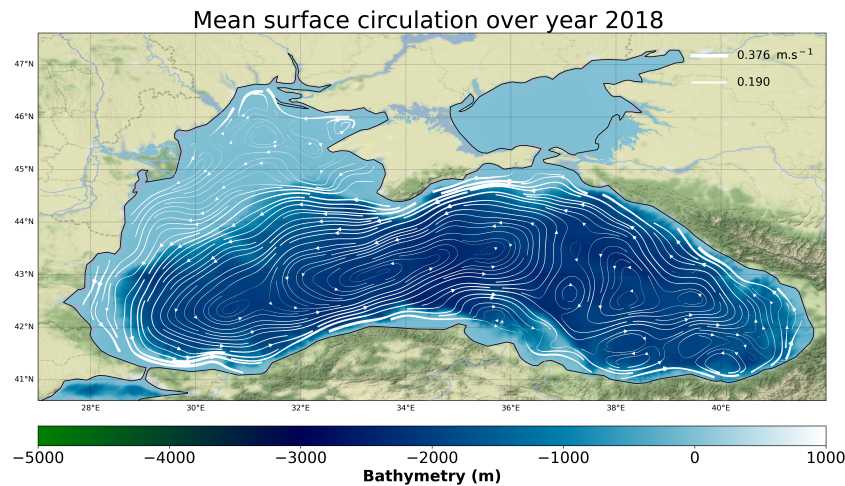 Mean surface circulation over year 2018
0.376 m.s⁻¹
0.190
47°N
46°N
45°N
44°N
43°N
42°N
41°N
28°E 30°E 32°E 34°E 36°E 38°E 40°E
−5000 −4000 −3000 −2000 −1000 0 1000
Bathymetry (m)